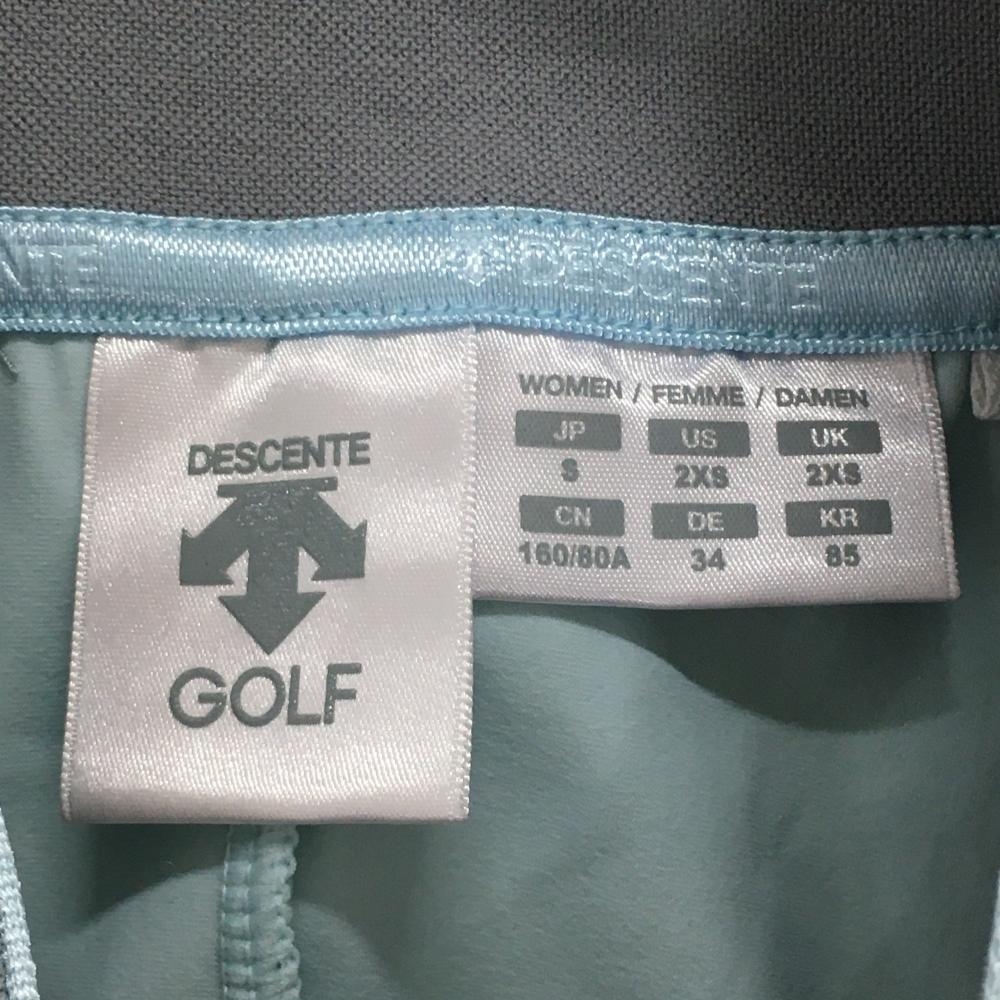 NTE DESCENTE
DESCENTE
GOLF
WOMEN / FEMME / DAMEN
JP US UK
S 2XS 2XS
CN DE KR
160/80A 34 85